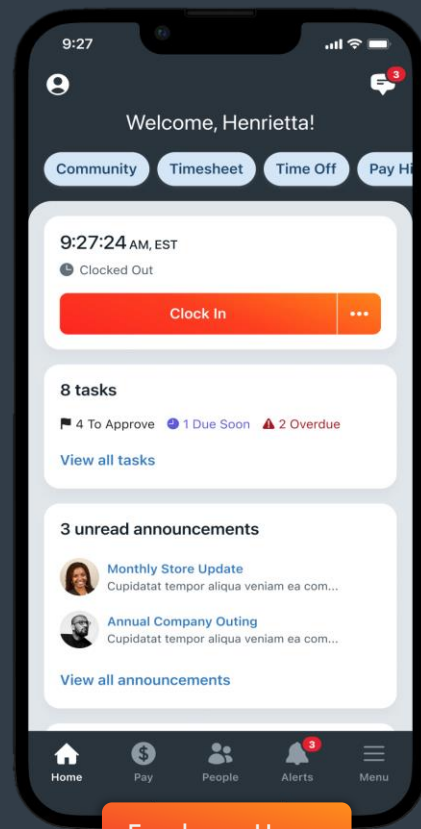 9:27
3
Welcome, Henrietta!
Community Timesheet Time Off Pay Hi
9:27:24 AM, EST
Clocked Out
Clock In
8 tasks
4 To Approve 1 Due Soon 2 Overdue
View all tasks
3 unread announcements
Monthly Store Update
Cupidatat tempor aliqua veniam ea com...
Annual Company Outing
Cupidatat tempor aliqua veniam ea com...
View all announcements
3
Home Pay People Alerts Menu